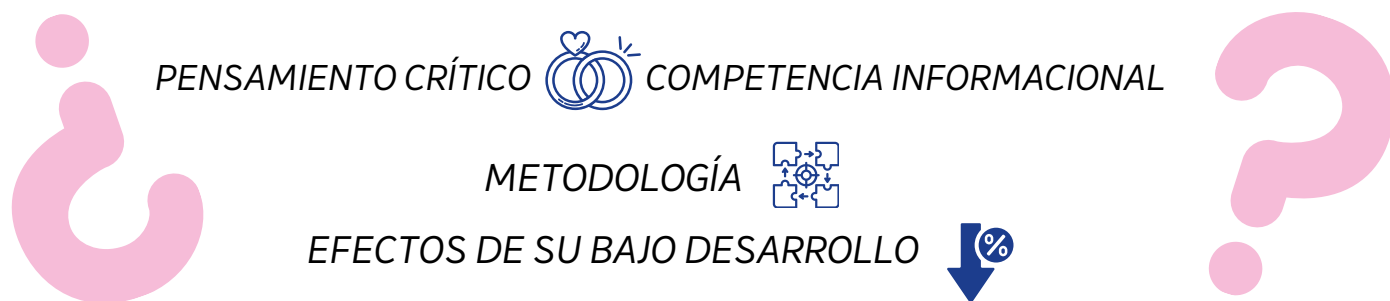 PENSAMIENTO CRÍTICO COMPETENCIA INFORMACIONAL
METODOLOGÍA
EFECTOS DE SU BAJO DESARROLLO %
¿ ?